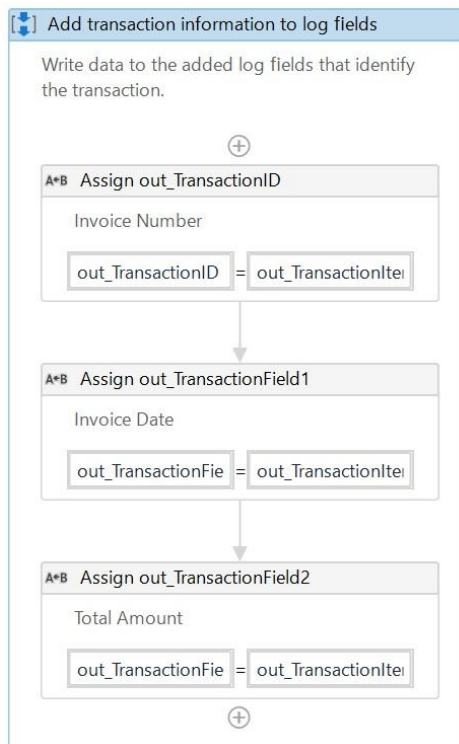 Add transaction information to log fields
Write data to the added log fields that identify
the transaction.
A+B Assign out_TransactionID
Invoice Number
out_TransactionID = out_TransactionIte
A+B Assign out_TransactionField1
Invoice Date
out_TransactionFie = out_TransactionIte
A+B Assign out_TransactionField2
Total Amount
out_TransactionFie = out_TransactionIte